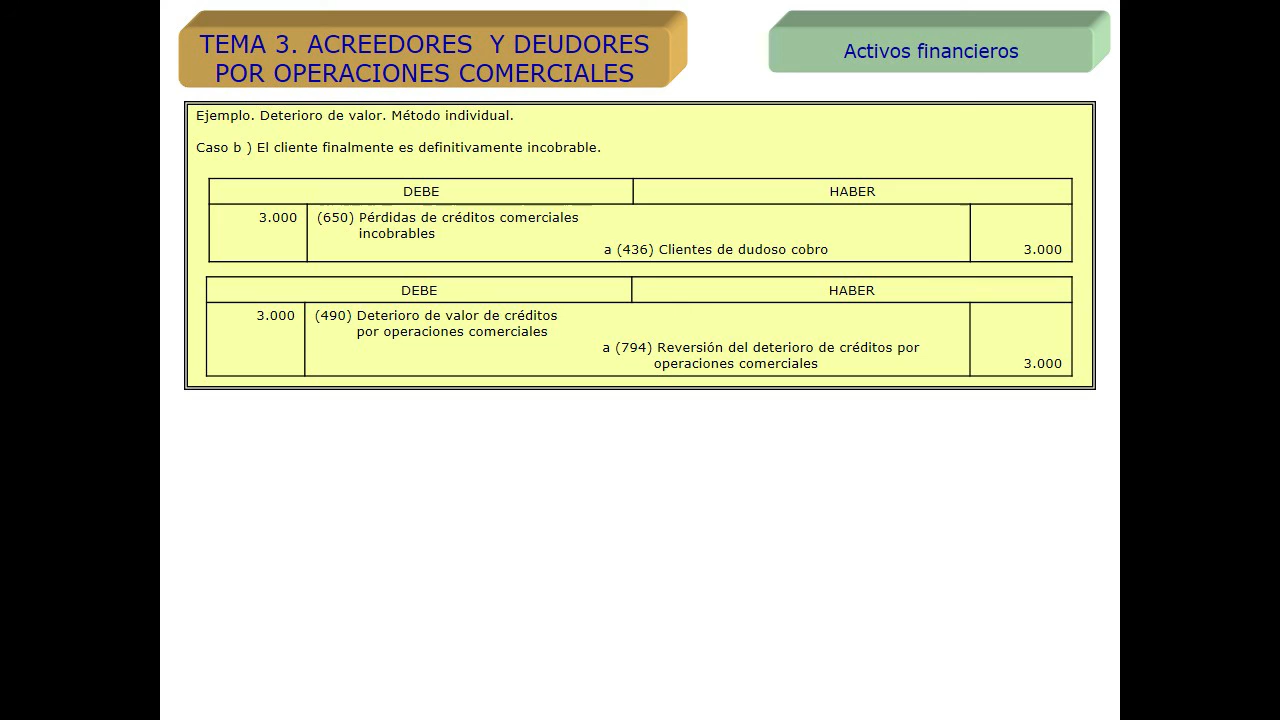 TEMA 3. ACREEDORES Y DEUDORES
POR OPERACIONES COMERCIALES
Activos financieros
Ejemplo. Deterioro de valor. Método individual.
Caso b ) El cliente finalmente es definitivamente incobrable.
DEBE HABER
3.000 (650) Pérdidas de créditos comerciales
incobrables
a (436) Clientes de dudoso cobro 3.000
DEBE HABER
3.000 (490) Deterioro de valor de créditos
por operaciones comerciales
a (794) Reversión del deterioro de créditos por
operaciones comerciales 3.000